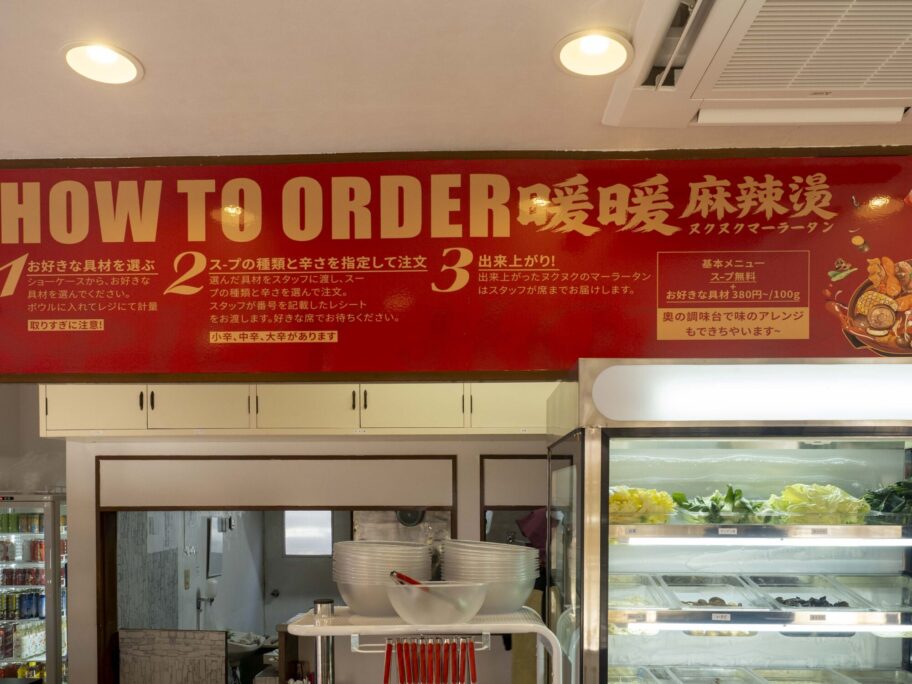 HOW TO ORDER 暖暖 麻辣烫
ヌクヌクマーラータン
1 お好きな具材を選ぶ
ショーケースから、お好きな
具材を選んでください。
ボウルに入れてレジにて計量
取りすぎに注意!
2 スープの種類と辛さを指定して注文
選んだ具材をスタッフに渡し、スー
プの種類と辛さを選んで注文。
スタッフが番号を記載したレシート
をお渡します。好きな席でお待ちください。
小辛、中辛、大辛があります
3 出来上がり!
出来上がったヌクヌクのマーラータン
はスタッフが席までお届けします。
基本メニュー
スープ無料
+
お好きな具材 380円~/100g
奥の調味台で味のアレンジ
もできちゃいます~